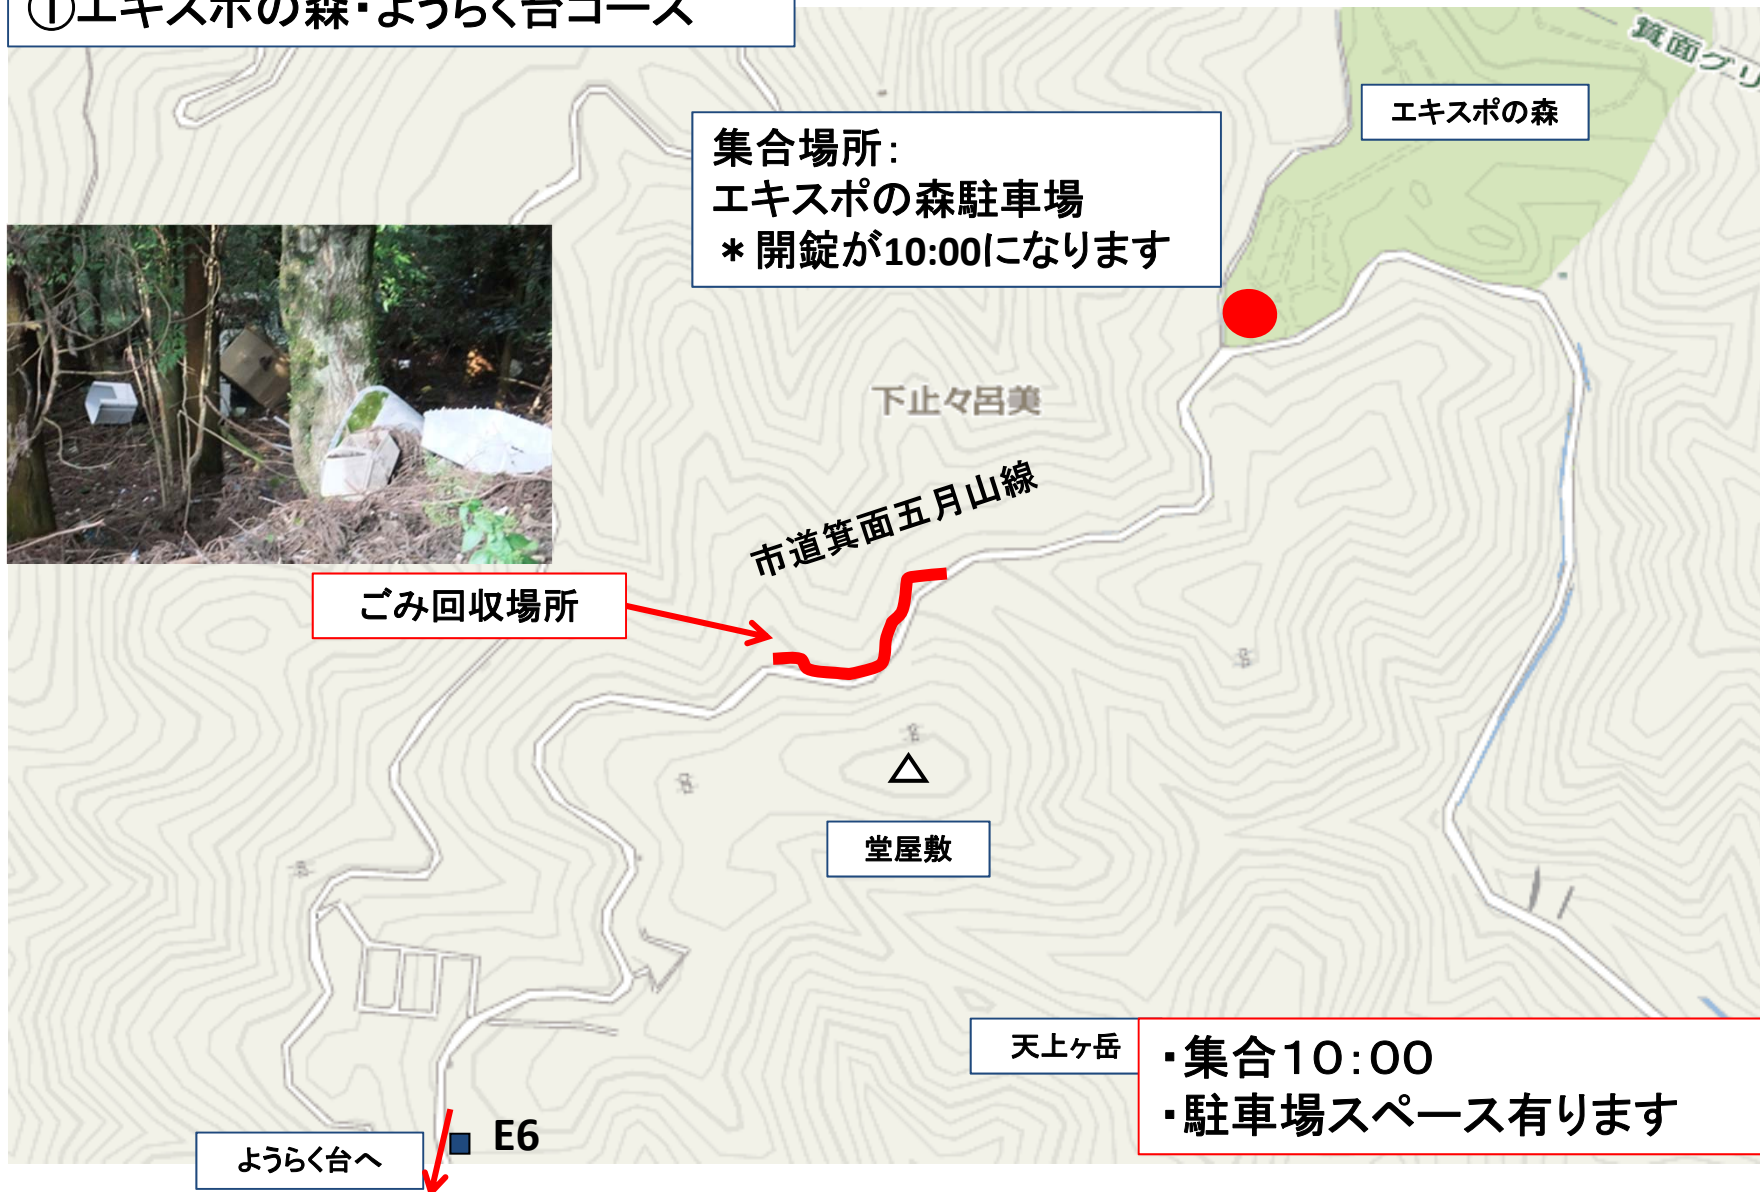 ①エキスポの森・ようらく台コース
箕面グリ
エキスポの森
集合場所：
エキスポの森駐車場
＊開錠が10:00になります
下止々呂美
市道箕面五月山線
ごみ回収場所
堂屋敷
天上ヶ岳
・集合１０：００
・駐車場スペース有ります
E6
ようらく台へ